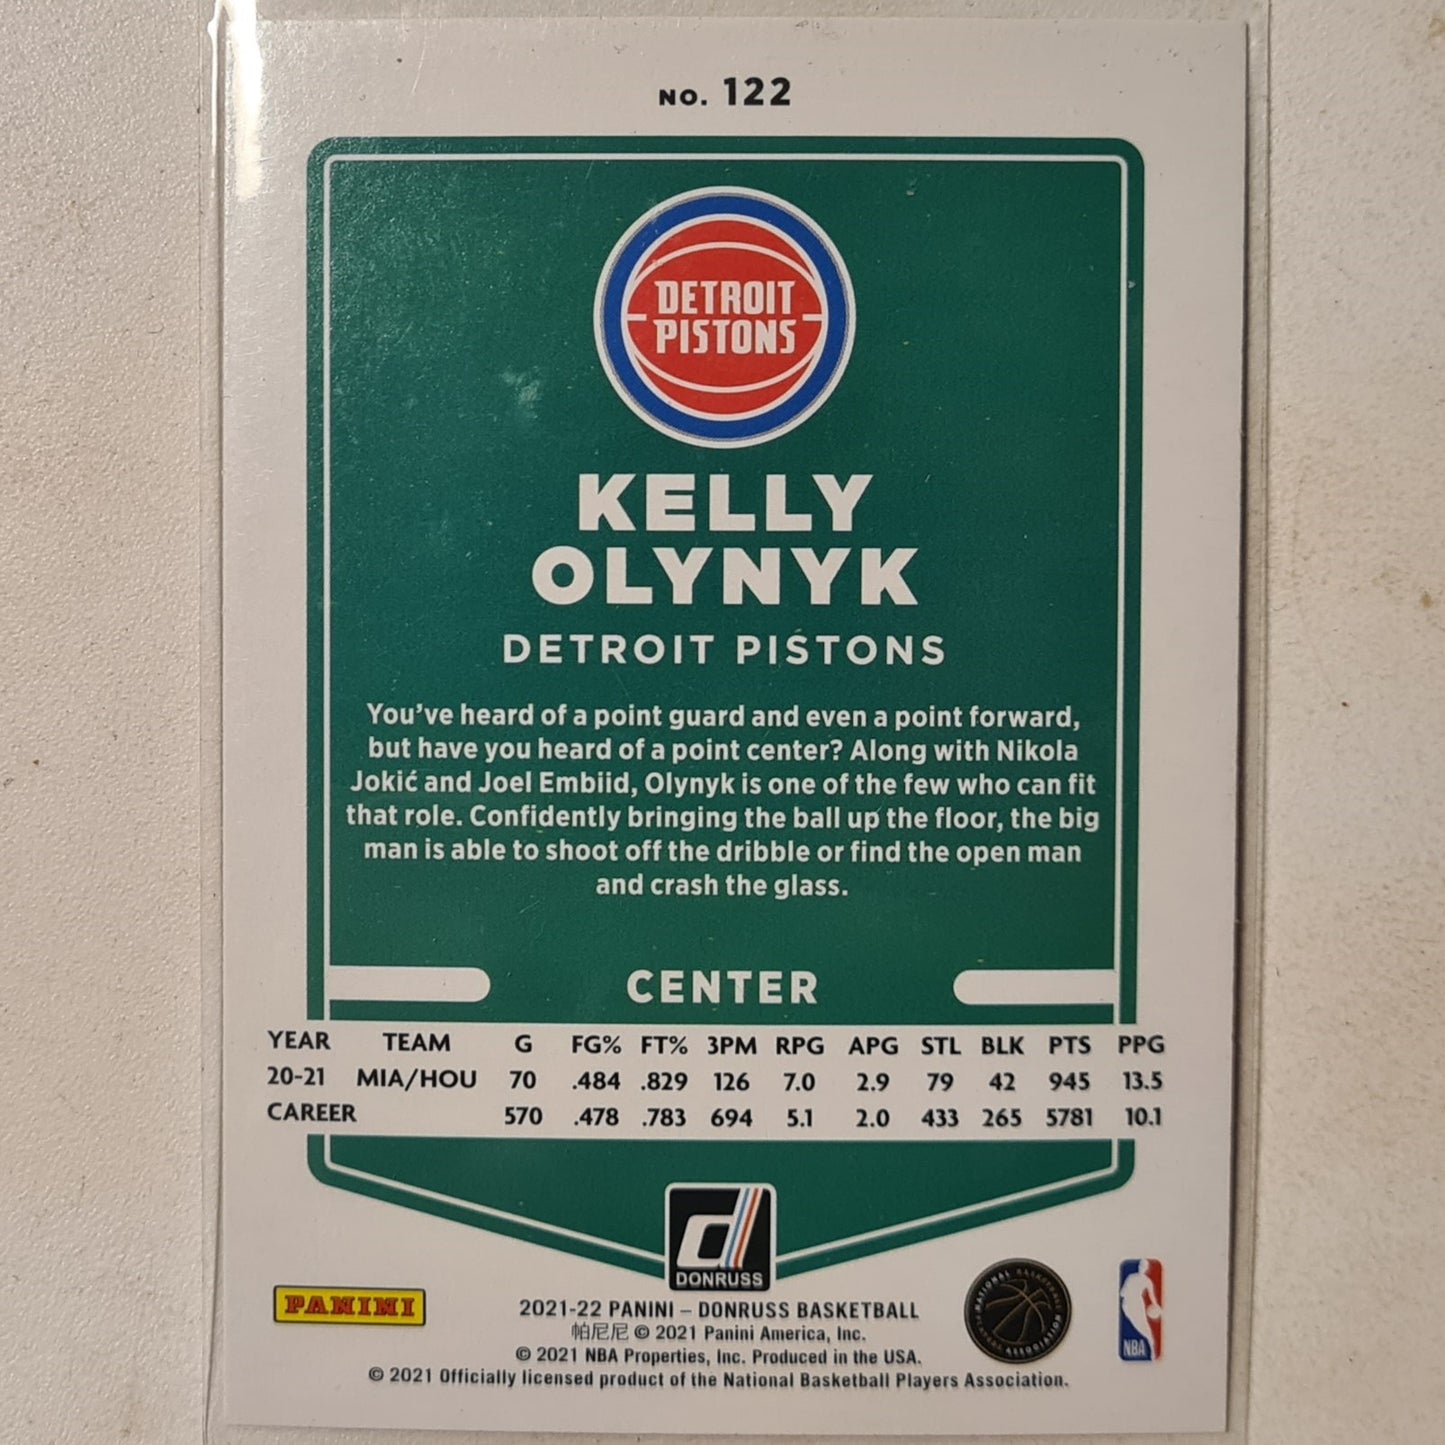 NO. 122
DETROIT
PISTONS
KELLY
OLYNYK
DETROIT PISTONS
You've heard of a point guard and even a point forward,
but have you heard of a point center? Along with Nikola
Jokić and Joel Embiid, Olynyk is one of the few who can fit
that role. Confidently bringing the ball up the floor, the big
man is able to shoot off the dribble or find the open man
and crash the glass.
CENTER
YEAR TEAM G FG% FT% 3PM RPG APG STL BLK PTS PPG
20-21 MIA/HOU 70 .484 .829 126 7.0 2.9 79 42 945 13.5
CAREER 570 .478 .783 694 5.1 2.0 433 265 5781 10.1
d
DONRUSS
PANINI
2021-22 PANINI – DONRUSS BASKETBALL
帕尼尼 © 2021 Panini America, Inc.
© 2021 NBA Properties, Inc. Produced in the USA.
© 2021 Officially licensed product of the National Basketball Players Association.
NATIONAL BASKETBALL PLAYERS ASSOCIATION
NBA